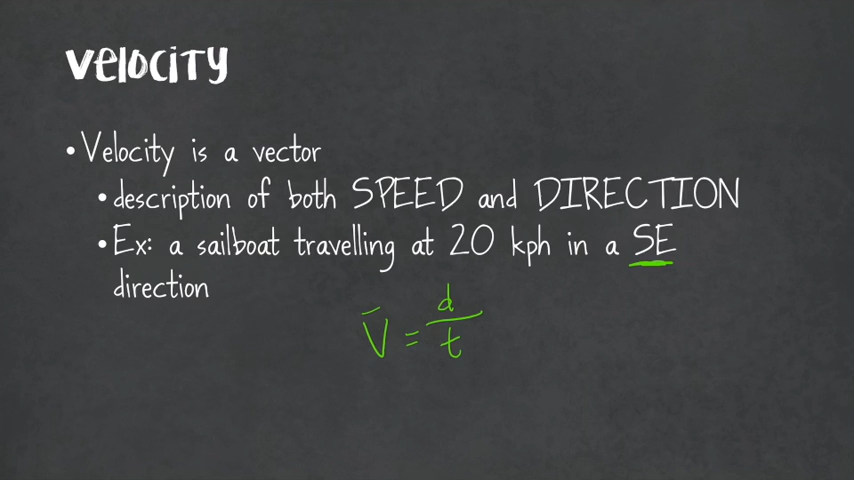 Velocity
• Velocity is a vector
• description of both SPEED and DIRECTION
• Ex: a sailboat travelling at 20 kph in a SE
direction
V̄ = d/t